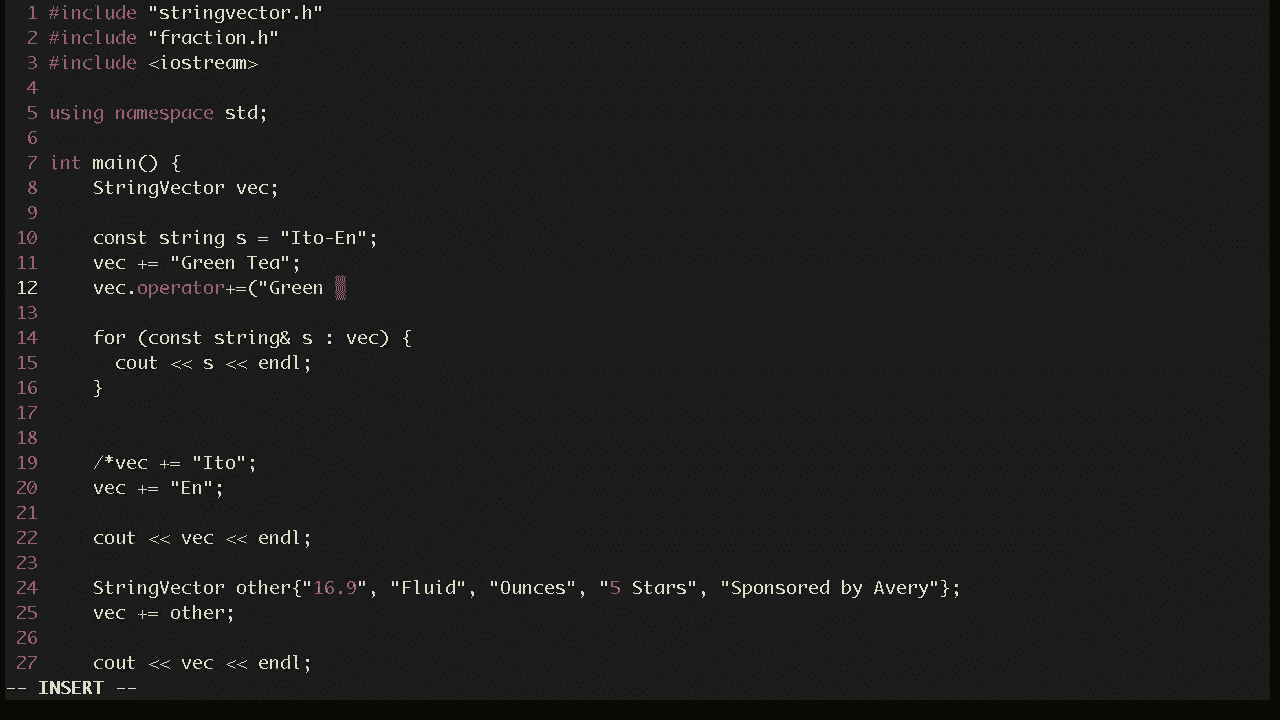 1 #include "stringvector.h"
2 #include "fraction.h"
3 #include <iostream>
4
5 using namespace std;
6
7 int main() {
8     StringVector vec;
9
10     const string s = "Ito-En";
11     vec += "Green Tea";
12     vec.operator+=("Green
13
14     for (const string& s : vec) {
15       cout << s << endl;
16     }
17
18
19     /*vec += "Ito";
20     vec += "En";
21
22     cout << vec << endl;
23
24     StringVector other{"16.9", "Fluid", "Ounces", "5 Stars", "Sponsored by Avery"};
25     vec += other;
26
27     cout << vec << endl;
-- INSERT --